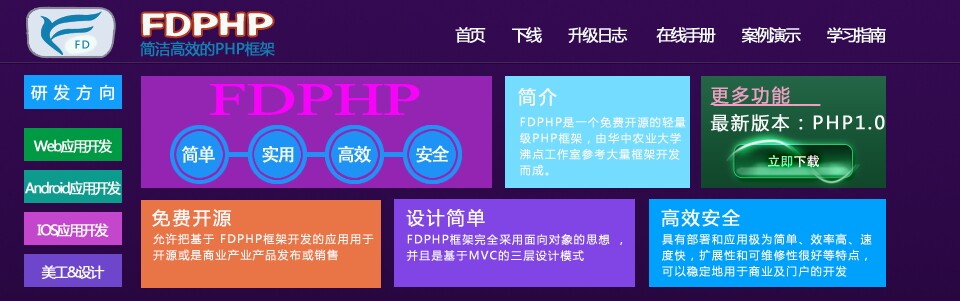 FD
FDPHP
简洁高效的PHP框架
首页
下线
升级日志
在线手册
案例演示
学习指南
研发方向
Web应用开发
Android应用开发
IOS应用开发
美工&设计
FDPHP
简单
实用
高效
安全
简介
FDPHP是一个免费开源的轻量
级PHP框架，由华中农业大学
沸点工作室参考大量框架开发
而成。
更多功能
最新版本：PHP1.0
立即下载
免费开源
允许把基于 FDPHP框架开发的应用用于
开源或是商业产业产品发布或销售
设计简单
FDPHP框架完全采用面向对象的思想 ，
并且是基于MVC的三层设计模式
高效安全
具有部署和应用极为简单、效率高、速
度快，扩展性和可维修性很好等特点，
可以稳定地用于商业及门户的开发